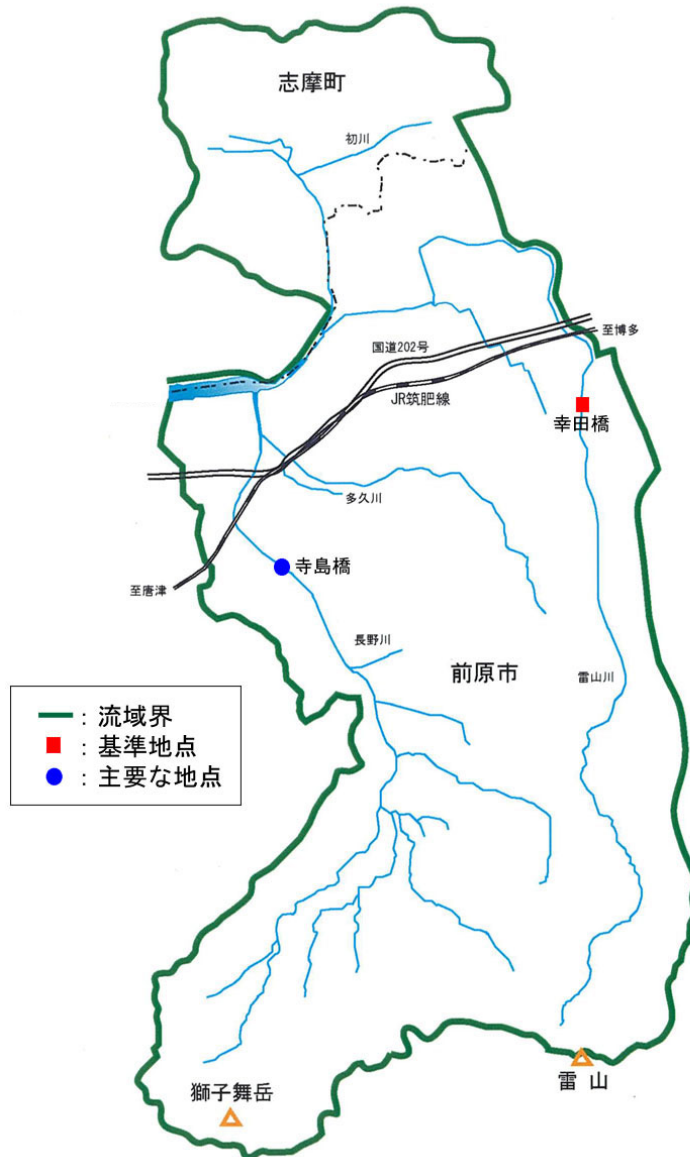 志摩町
初川
至博多
国道202号
JR筑肥線
幸田橋
多久川
寺島橋
至唐津
長野川
前原市
雷山川
：流域界
：基準地点
：主要な地点
獅子舞岳
雷 山